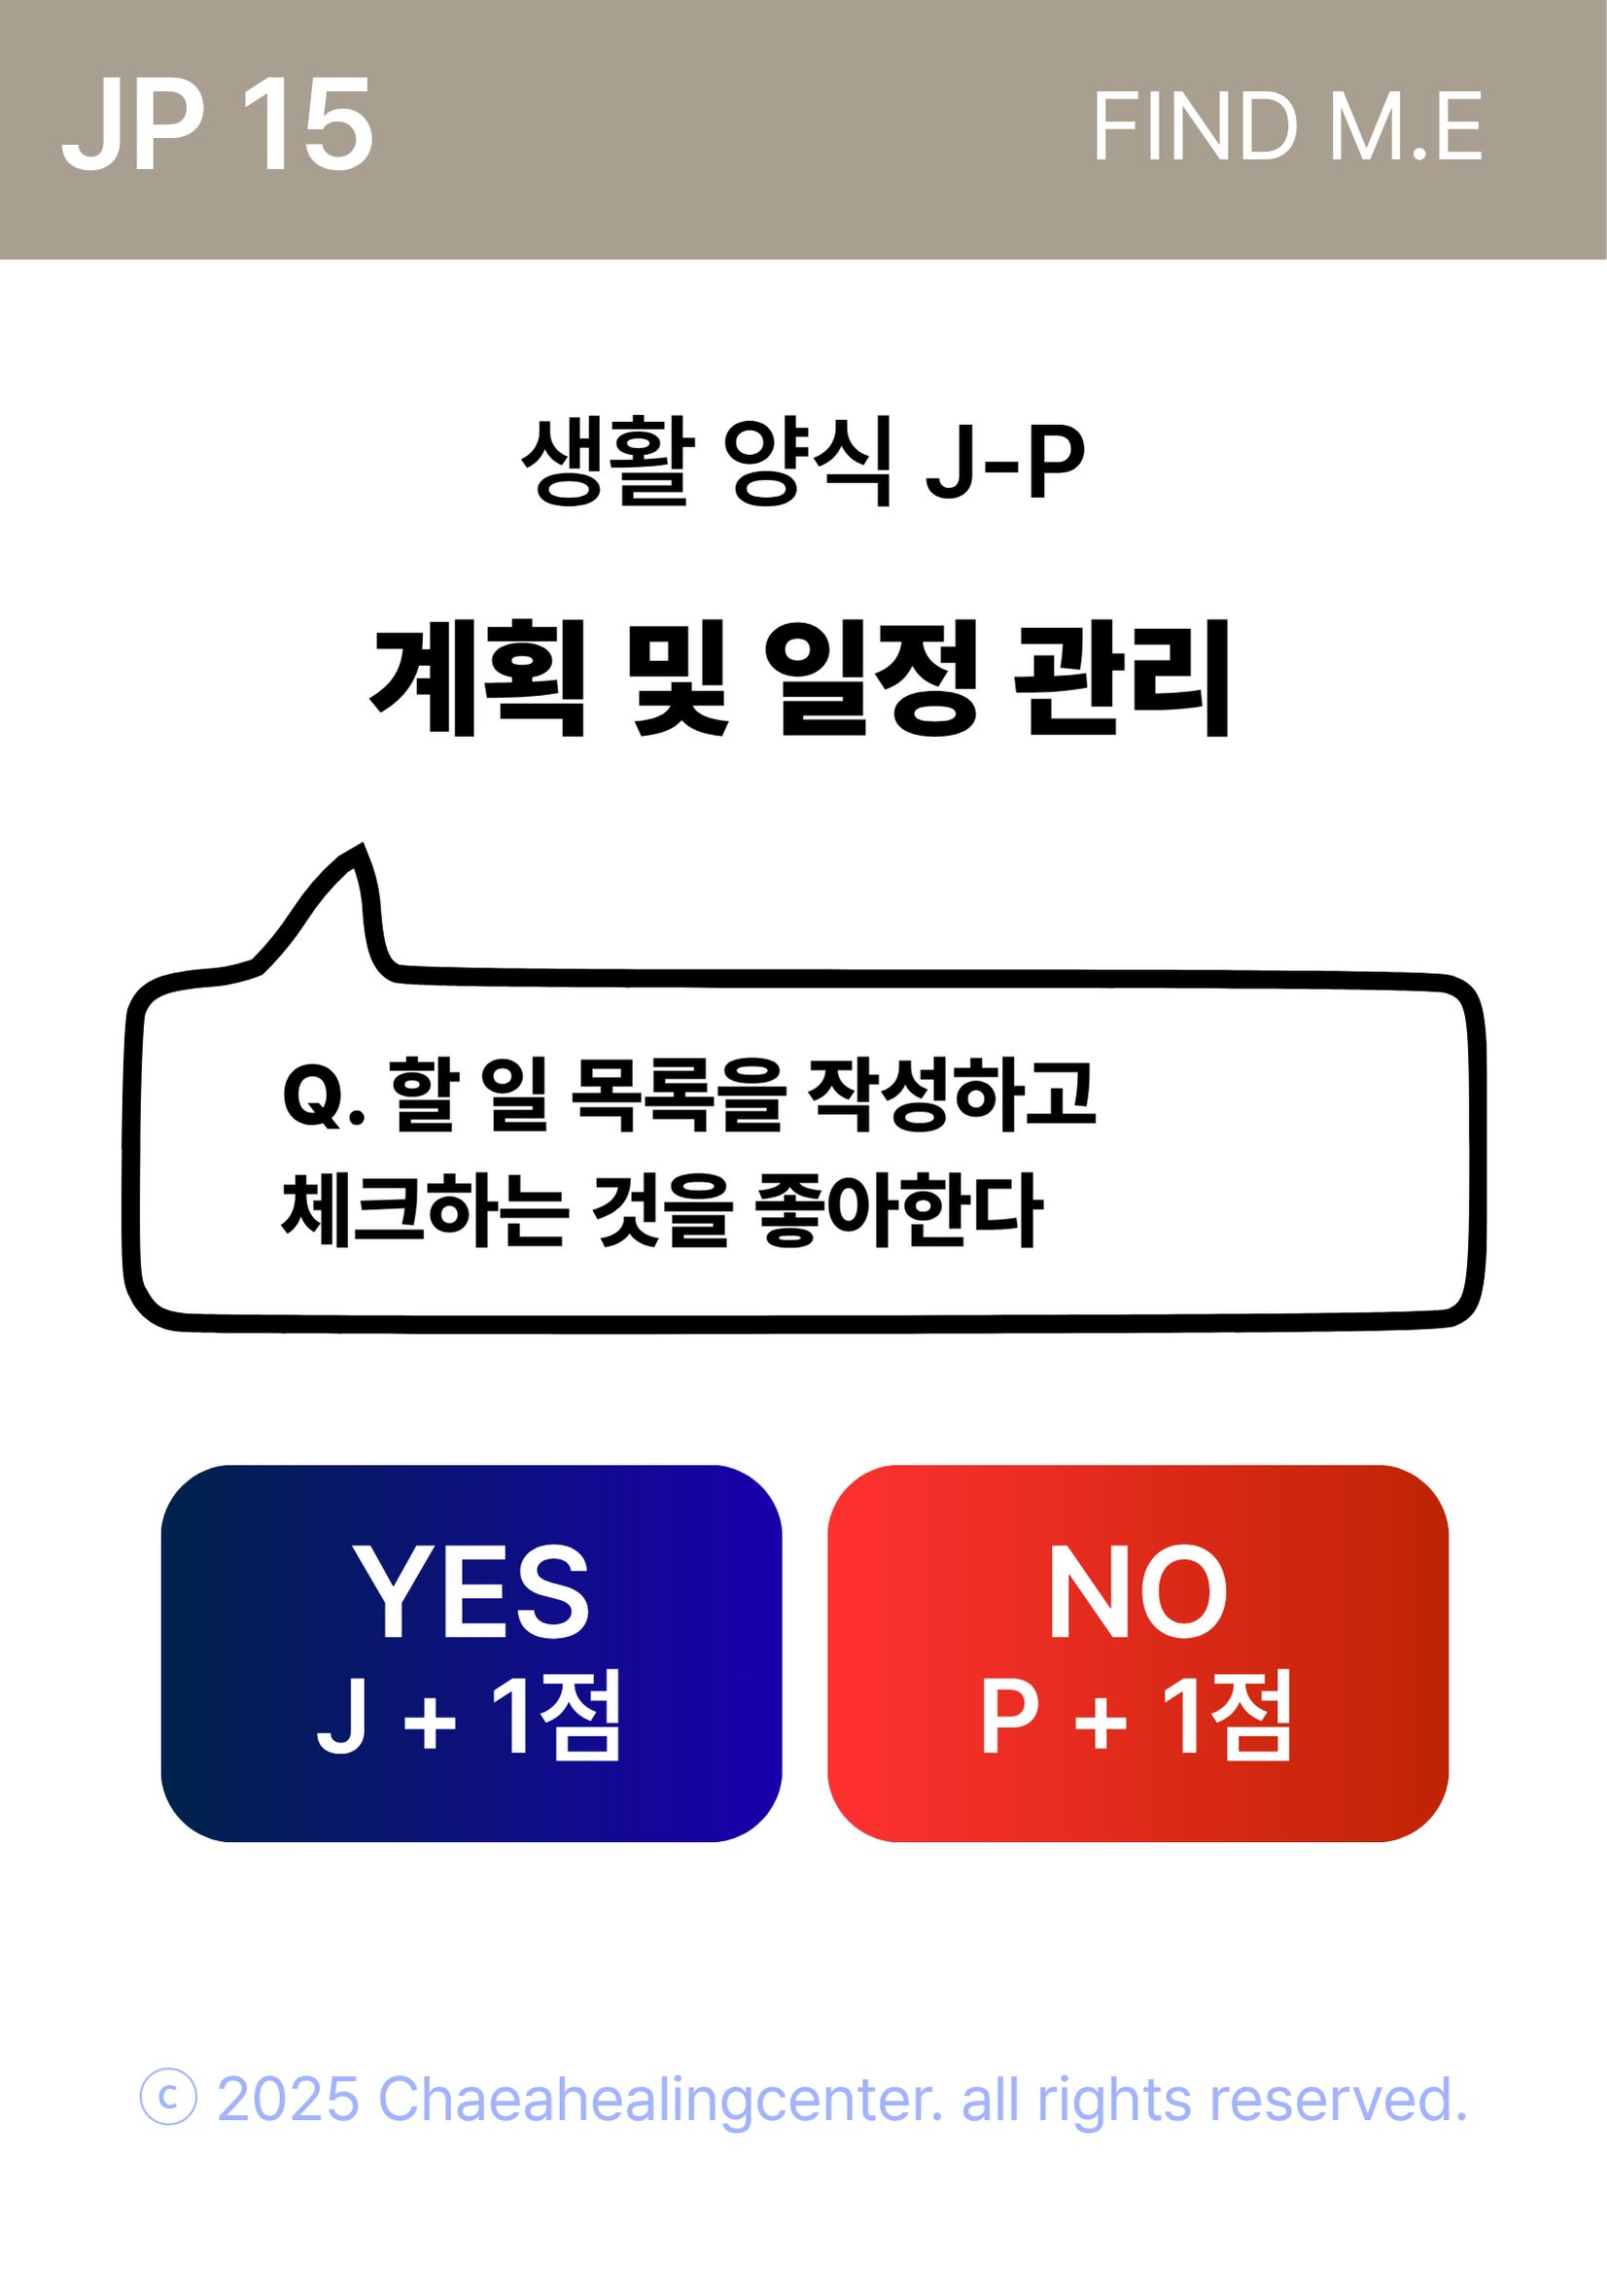 JP 15
FIND M.E
생활 양식 J-P
계획 및 일정 관리
Q. 할 일 목록을 작성하고
체크하는 것을 좋아한다
YES
J + 1점
NO
P + 1점
© 2025 Chaeahealingcenter. all rights reserved.